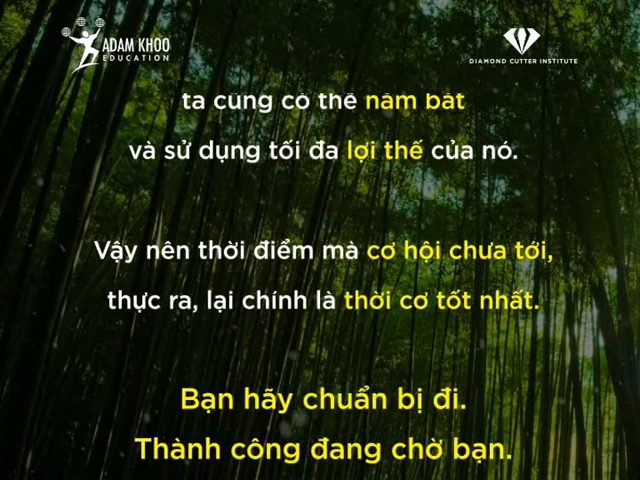 ADAM KHOO
EDUCATION
DIAMOND CUTTER INSTITUTE
ta cũng có thể nắm bắt
và sử dụng tối đa lợi thế của nó.
Vậy nên thời điểm mà cơ hội chưa tới,
thực ra, lại chính là thời cơ tốt nhất.
Bạn hãy chuẩn bị đi.
Thành công đang chờ bạn.